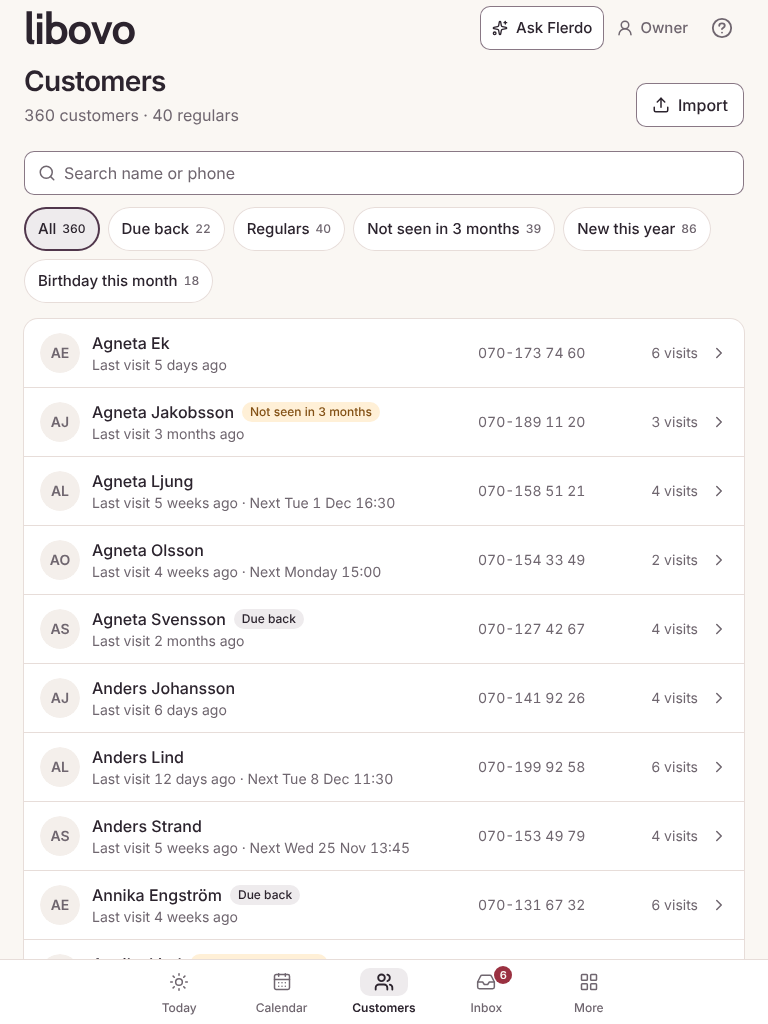 libovo
Ask Flerdo
Owner
Customers
360 customers · 40 regulars
Import
Search name or phone
All 360
Due back 22
Regulars 40
Not seen in 3 months 39
New this year 86
Birthday this month 18
AE
Agneta Ek
Last visit 5 days ago
070-173 74 60
6 visits
AJ
Agneta Jakobsson
Not seen in 3 months
Last visit 3 months ago
070-189 11 20
3 visits
AL
Agneta Ljung
Last visit 5 weeks ago · Next Tue 1 Dec 16:30
070-158 51 21
4 visits
AO
Agneta Olsson
Last visit 4 weeks ago · Next Monday 15:00
070-154 33 49
2 visits
AS
Agneta Svensson
Due back
Last visit 2 months ago
070-127 42 67
4 visits
AJ
Anders Johansson
Last visit 6 days ago
070-141 92 26
4 visits
AL
Anders Lind
Last visit 12 days ago · Next Tue 8 Dec 11:30
070-199 92 58
6 visits
AS
Anders Strand
Last visit 5 weeks ago · Next Wed 25 Nov 13:45
070-153 49 79
4 visits
AE
Annika Engström
Due back
Last visit 4 weeks ago
070-131 67 32
6 visits
Today
Calendar
Customers
Inbox
6
More